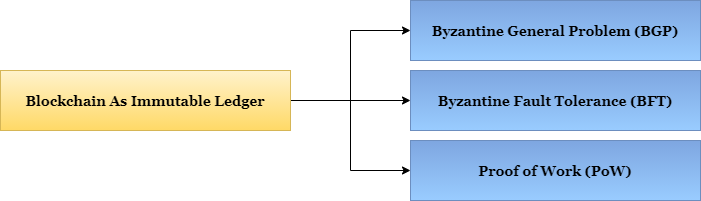 Byzantine General Problem (BGP)
Blockchain As Immutable Ledger
Byzantine Fault Tolerance (BFT)
Proof of Work (PoW)